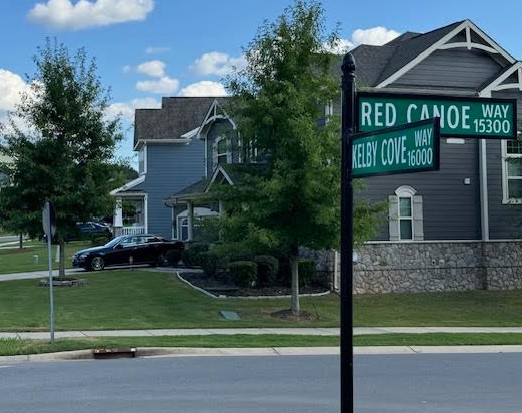 RED CANOE WAY
15300
KELBY COVE WAY
16000